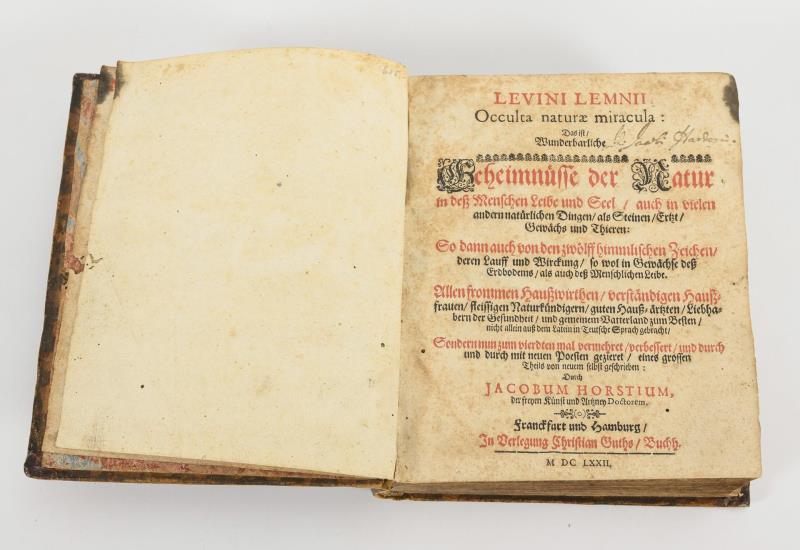 LEVINI LEMNII
Occulta naturæ miracula:
Das ist/
Wunderbarliche
Geheimnüsse der Natur
in deß Menschen Leibe und Seel / auch in vielen
andern natürlichen Dingen/ als Steinen/ Ertzt/
Gewächs und Thieren:
So dann auch von den zwölff himmlischen Zeichen/
deren Lauff und Wirckung/ so wol in Gewächse deß
Erdbodems/ als auch deß Menschlichen Leibe.
Allen frommen Haußwirthen/ verständigen Hauß-
frauen/ fleissigen Naturkündigern/ guten Hauß-ärtzten/ Liebha-
bern der Gesundheit/ und gemeinem Vatterland zum Besten/
nicht allein auß dem Latein in Teutsche Sprach gebracht/
Sondern nun zum vierdten mal vermehret/ verbessert/ und durch
und durch mit neuen Poesien gezieret/ eines grossen
Theils von neuem selbst geschrieben:
Durch
JACOBUM HORSTIUM,
der freyen Künst und Artzney Doctorem.
Franckfurt und Hamburg/
In Verlegung Christian Guths/ Buchh.
M DC LXXII.